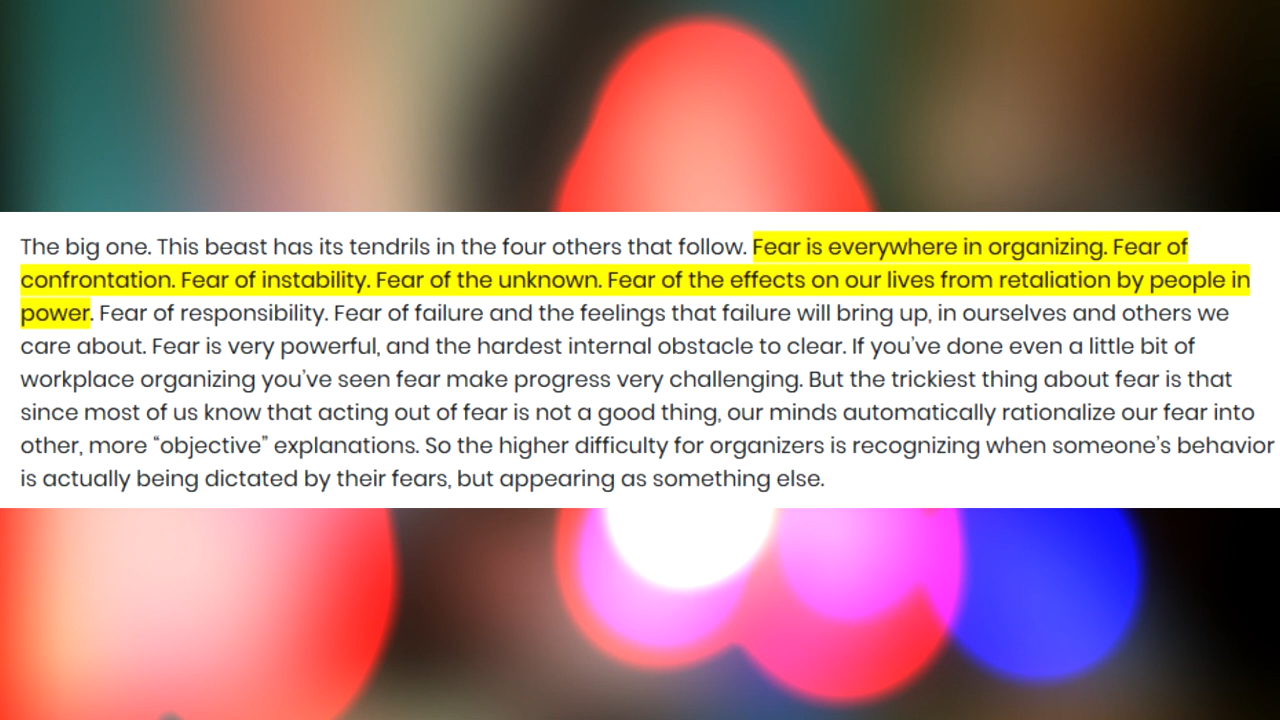 The big one. This beast has its tendrils in the four others that follow. Fear is everywhere in organizing. Fear of
confrontation. Fear of instability. Fear of the unknown. Fear of the effects on our lives from retaliation by people in
power. Fear of responsibility. Fear of failure and the feelings that failure will bring up, in ourselves and others we
care about. Fear is very powerful, and the hardest internal obstacle to clear. If you’ve done even a little bit of
workplace organizing you’ve seen fear make progress very challenging. But the trickiest thing about fear is that
since most of us know that acting out of fear is not a good thing, our minds automatically rationalize our fear into
other, more “objective” explanations. So the higher difficulty for organizers is recognizing when someone’s behavior
is actually being dictated by their fears, but appearing as something else.